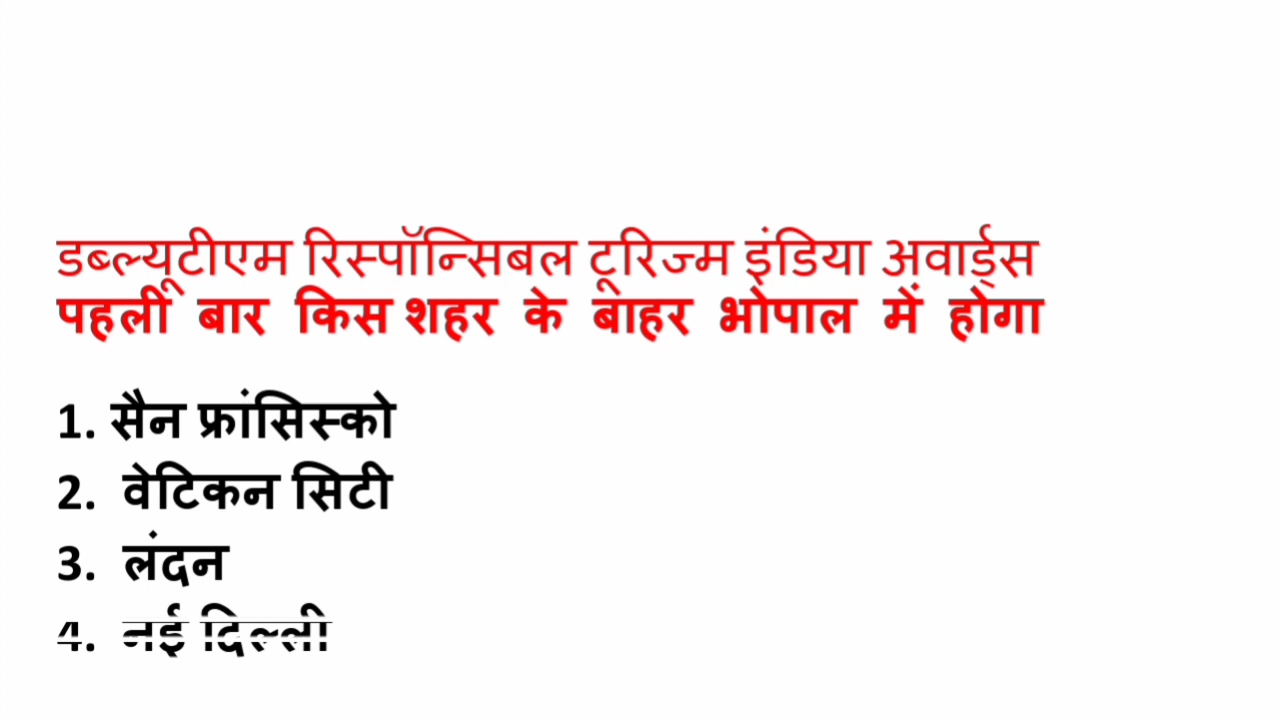 डब्ल्यूटीएम रिस्पॉन्सिबल टूरिज्म इंडिया अवार्ड्स
पहली बार किस शहर के बाहर भोपाल में होगा
1. सैन फ्रांसिस्को
2. वेटिकन सिटी
3. लंदन
4. नई दिल्ली